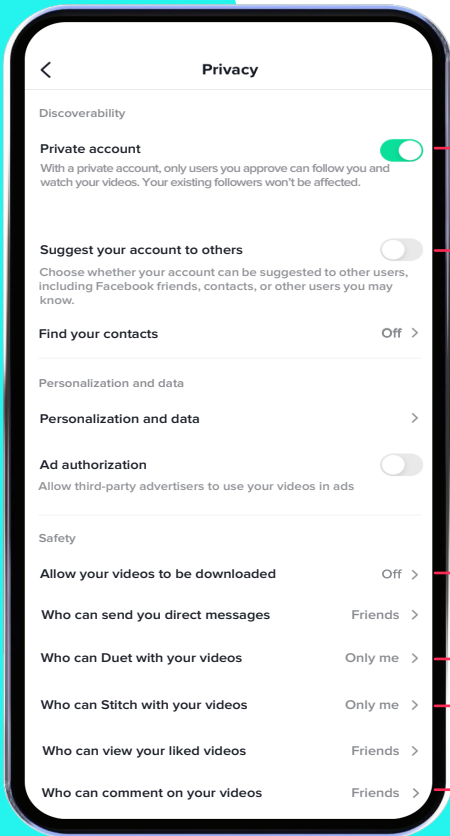 Privacy
Discoverability
Private account
With a private account, only users you approve can follow you and
watch your videos. Your existing followers won't be affected.
Suggest your account to others
Choose whether your account can be suggested to other users,
including Facebook friends, contacts, or other users you may
know.
Find your contacts Off
Personalization and data
Personalization and data
Ad authorization
Allow third-party advertisers to use your videos in ads
Safety
Allow your videos to be downloaded Off
Who can send you direct messages Friends
Who can Duet with your videos Only me
Who can Stitch with your videos Only me
Who can view your liked videos Friends
Who can comment on your videos Friends